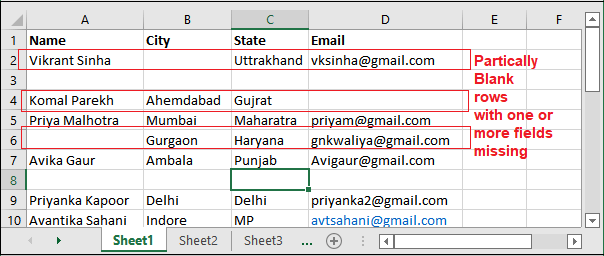 A B C D E F
1 Name City State Email
2 Vikrant Sinha Uttrakhand vksinha@gmail.com
3
4 Komal Parekh Ahemdabad Gujrat
5 Priya Malhotra Mumbai Maharatra priyam@gmail.com
6 Gurgaon Haryana gnkwaliya@gmail.com
7 Avika Gaur Ambala Punjab Avigaur@gmail.com
8
9 Priyanka Kapoor Delhi Delhi priyanka2@gmail.com
10 Avantika Sahani Indore MP avtsahani@gmail.com
Partically
Blank
rows
with one or
more fields
missing
Sheet1 Sheet2 Sheet3 ...